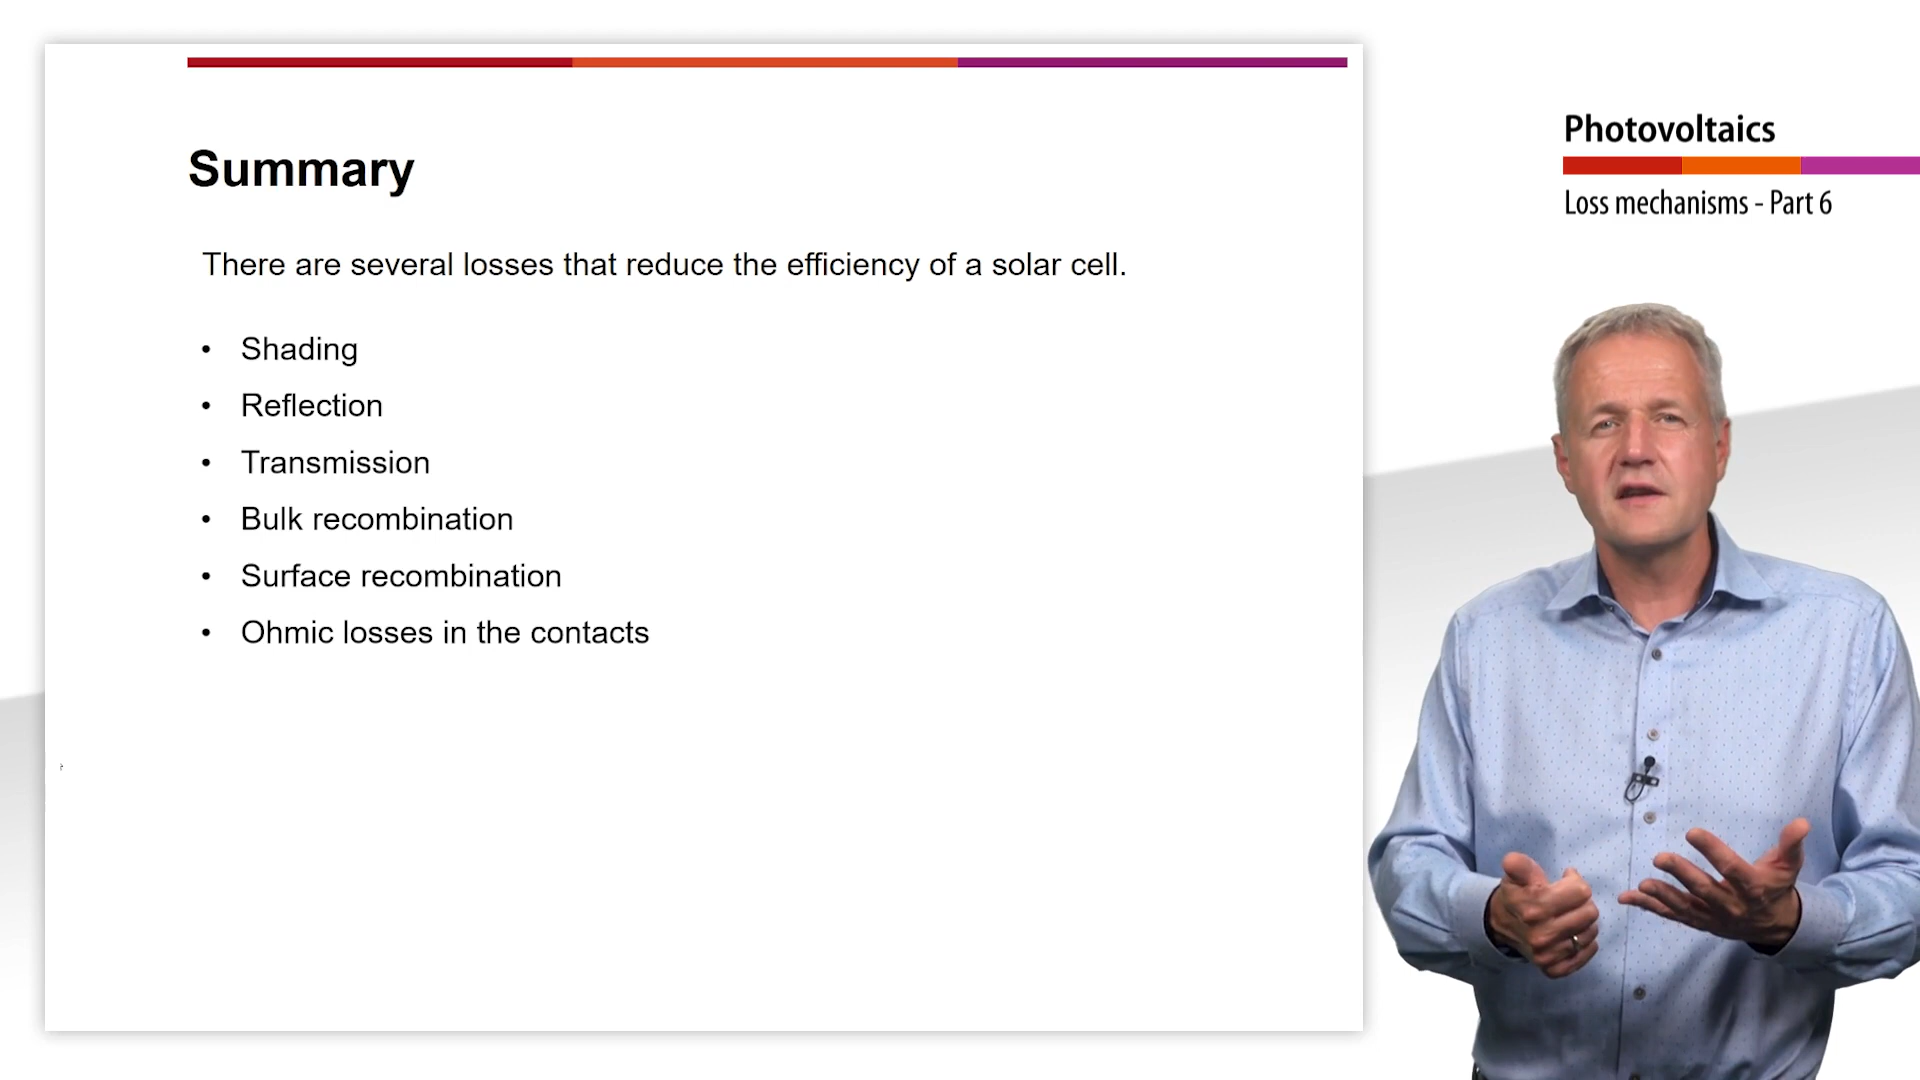 Summary
There are several losses that reduce the efficiency of a solar cell.
• Shading
• Reflection
• Transmission
• Bulk recombination
• Surface recombination
• Ohmic losses in the contacts
Photovoltaics
Loss mechanisms - Part 6